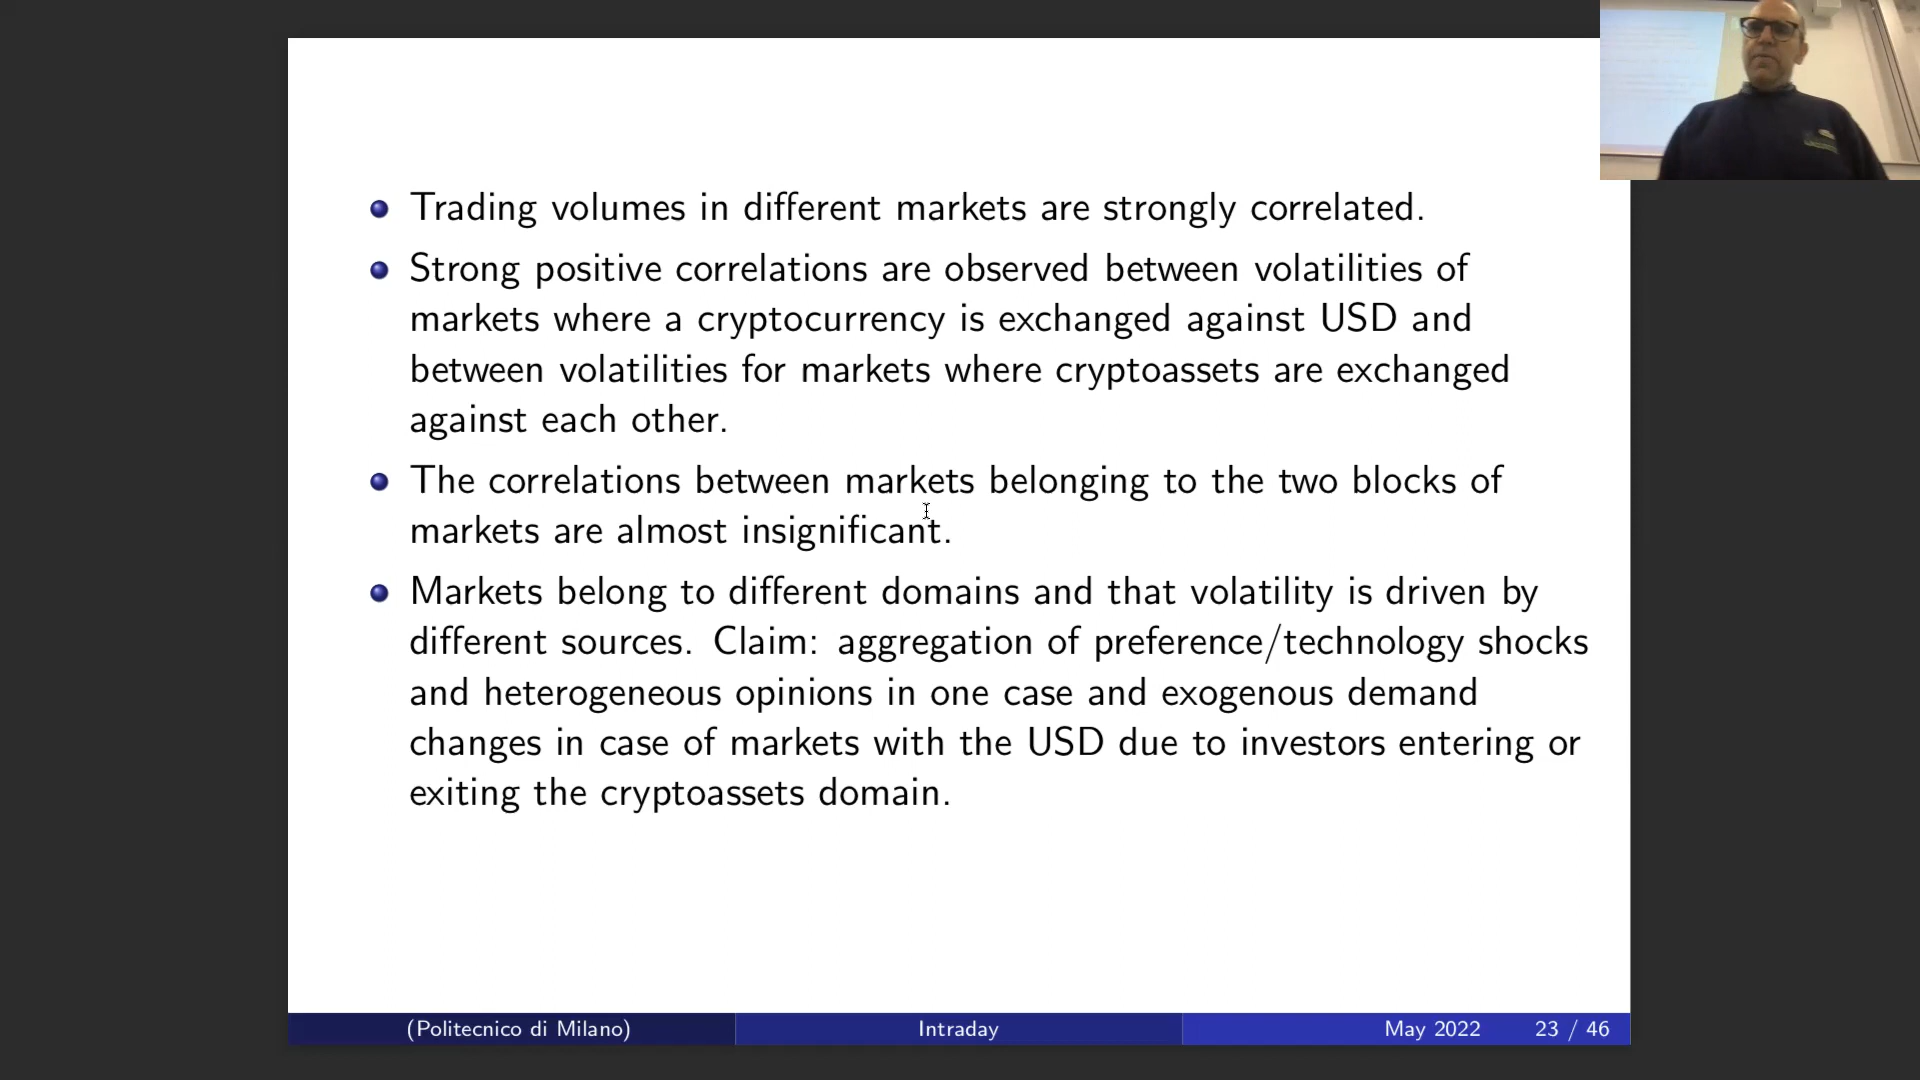 Trading volumes in different markets are strongly correlated.
Strong positive correlations are observed between volatilities of
markets where a cryptocurrency is exchanged against USD and
between volatilities for markets where cryptoassets are exchanged
against each other.
The correlations between markets belonging to the two blocks of
markets are almost insignificant.
Markets belong to different domains and that volatility is driven by
different sources. Claim: aggregation of preference/technology shocks
and heterogeneous opinions in one case and exogenous demand
changes in case of markets with the USD due to investors entering or
exiting the cryptoassets domain.
(Politecnico di Milano) Intraday May 2022 23 / 46